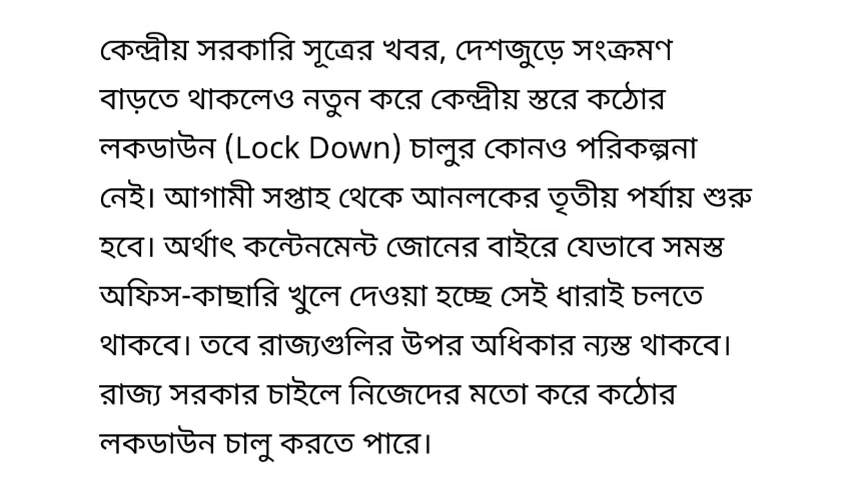 কেন্দ্রীয় সরকারি সূত্রের খবর, দেশজুড়ে সংক্রমণ
বাড়তে থাকলেও নতুন করে কেন্দ্রীয় স্তরে কঠোর
লকডাউন (Lock Down) চালুর কোনও পরিকল্পনা
নেই। আগামী সপ্তাহ থেকে আনলকের তৃতীয় পর্যায় শুরু
হবে। অর্থাৎ কন্টেনমেন্ট জোনের বাইরে যেভাবে সমস্ত
অফিস-কাছারি খুলে দেওয়া হচ্ছে সেই ধারাই চলতে
থাকবে। তবে রাজ্যগুলির উপর অধিকার ন্যস্ত থাকবে।
রাজ্য সরকার চাইলে নিজেদের মতো করে কঠোর
লকডাউন চালু করতে পারে।